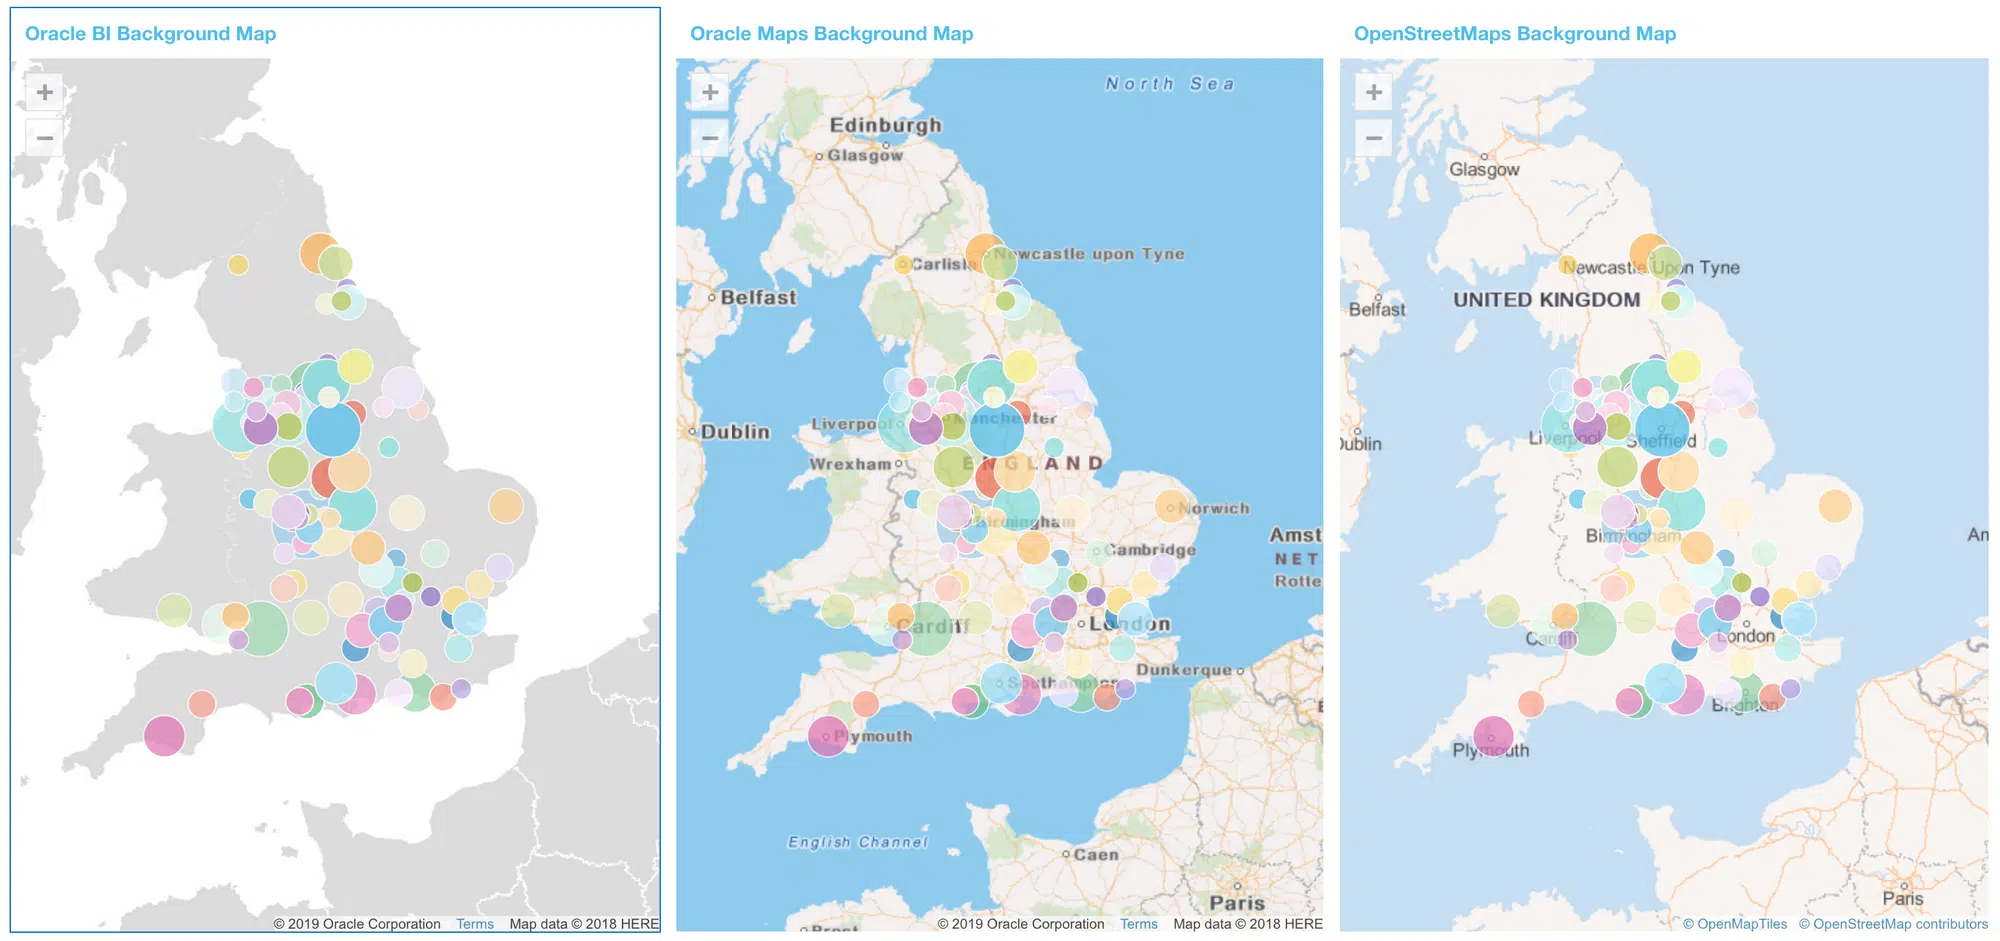 Oracle BI Background Map
+
−
© 2019 Oracle Corporation Terms Map data © 2018 HERE
Oracle Maps Background Map
+
−
North Sea
Edinburgh
Glasgow
Newcastle upon Tyne
Carlisle
Belfast
Liverpool
Manchester
Dublin
Wrexham
ENGLAND
Norwich
Birmingham
Amst
Cambridge
NET
Rotte
Cardiff
London
Dunkerque
Southampton
Plymouth
English Channel
Caen
Paris
Brest
© 2019 Oracle Corporation Terms Map data © 2018 HERE
OpenStreetMaps Background Map
+
−
Glasgow
Newcastle Upon Tyne
UNITED KINGDOM
Belfast
Liverpool
Sheffield
Dublin
Birmingham
Am
Cardiff
London
Brighton
Plymouth
Paris
© OpenMapTiles © OpenStreetMap contributors